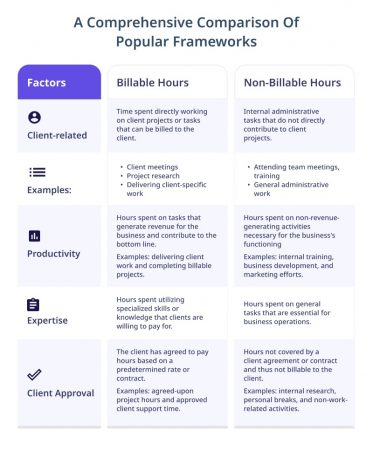 A Comprehensive Comparison Of
Popular Frameworks
Factors
Billable Hours
Non-Billable Hours
Client-related
Time spent directly working
on client projects or tasks
that can be billed to the
client.
Internal administrative
tasks that do not directly
contribute to client
projects.
Examples:
• Client meetings
• Project research
• Delivering client-specific
work
• Attending team meetings,
training
• General administrative
work
Productivity
Hours spent on tasks that
generate revenue for the
business and contribute to the
bottom line.
Examples: delivering client
work and completing billable
projects.
Hours spent on non-revenue-
generating activities
necessary for the business's
functioning
Examples: internal training,
business development, and
marketing efforts.
Expertise
Hours spent utilizing
specialized skills or
knowledge that clients are
willing to pay for.
Hours spent on general
tasks that are essential for
business operations.
Client Approval
The client has agreed to pay
hours based on a
predetermined rate or
contract.
Examples: agreed-upon
project hours and approved
client support time.
Hours not covered by a
client agreement or contract
and thus not billable to the
client.
Examples: internal research,
personal breaks, and non-work-
related activities.